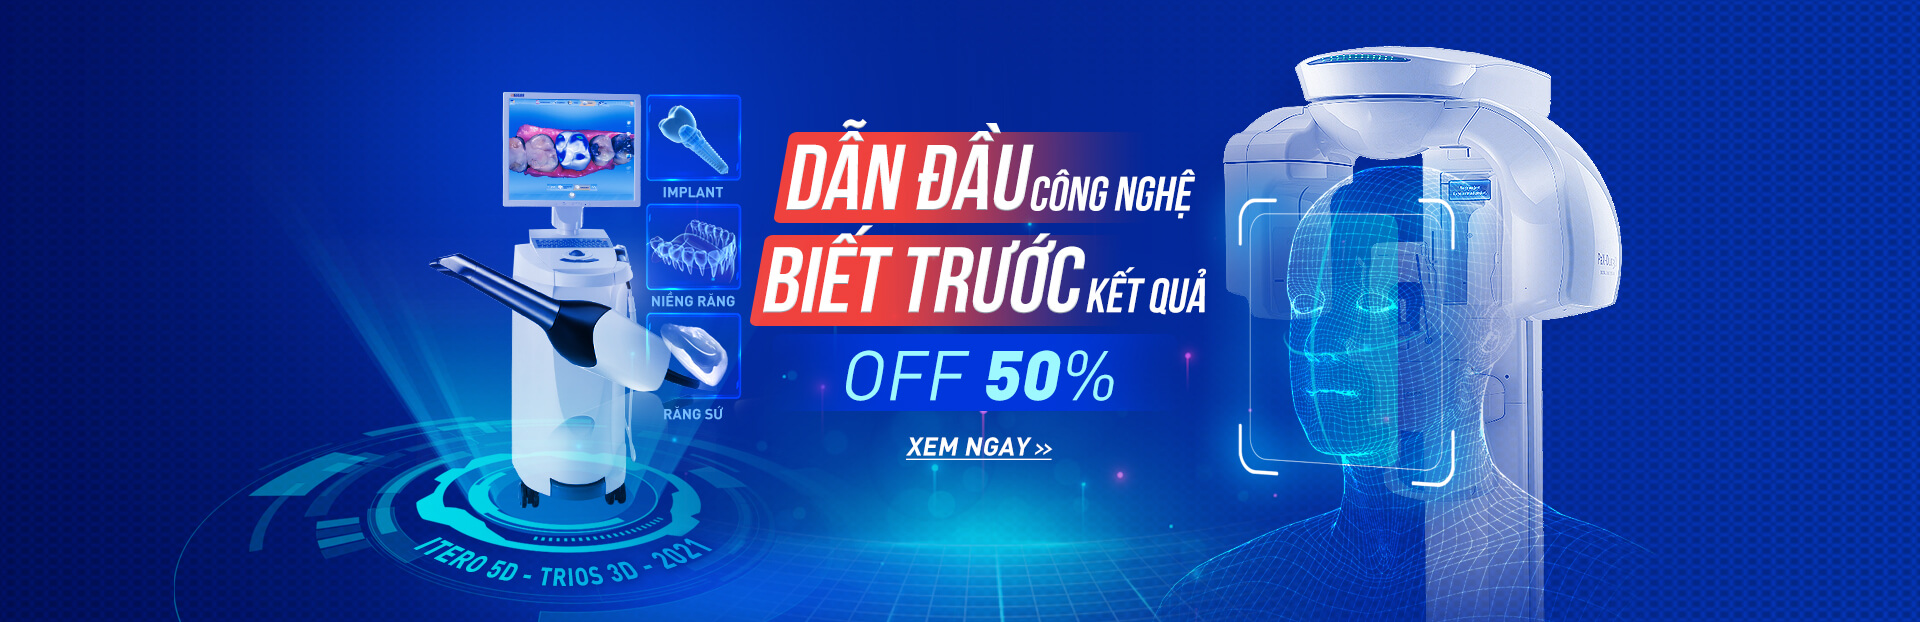 IMPLANT
NIỀNG RĂNG
RĂNG SỨ
DẪN ĐẦU CÔNG NGHỆ
BIẾT TRƯỚC KẾT QUẢ
OFF 50%
XEM NGAY >>
ITERO 5D - TRIOS 3D - 2021